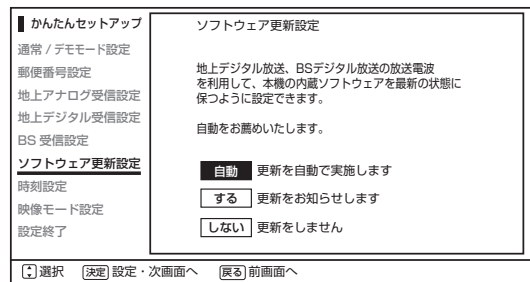 かんたんセットアップ
通常 / デモモード設定
郵便番号設定
地上アナログ受信設定
地上デジタル受信設定
BS 受信設定
ソフトウェア更新設定
時刻設定
映像モード設定
設定終了
ソフトウェア更新設定
地上デジタル放送、BSデジタル放送の放送電波
を利用して、本機の内蔵ソフトウェアを最新の状態に
保つように設定できます。
自動をお薦めいたします。
自動 更新を自動で実施します
する 更新をお知らせします
しない 更新をしません
選択 決定 設定・次画面へ 戻る 前画面へ